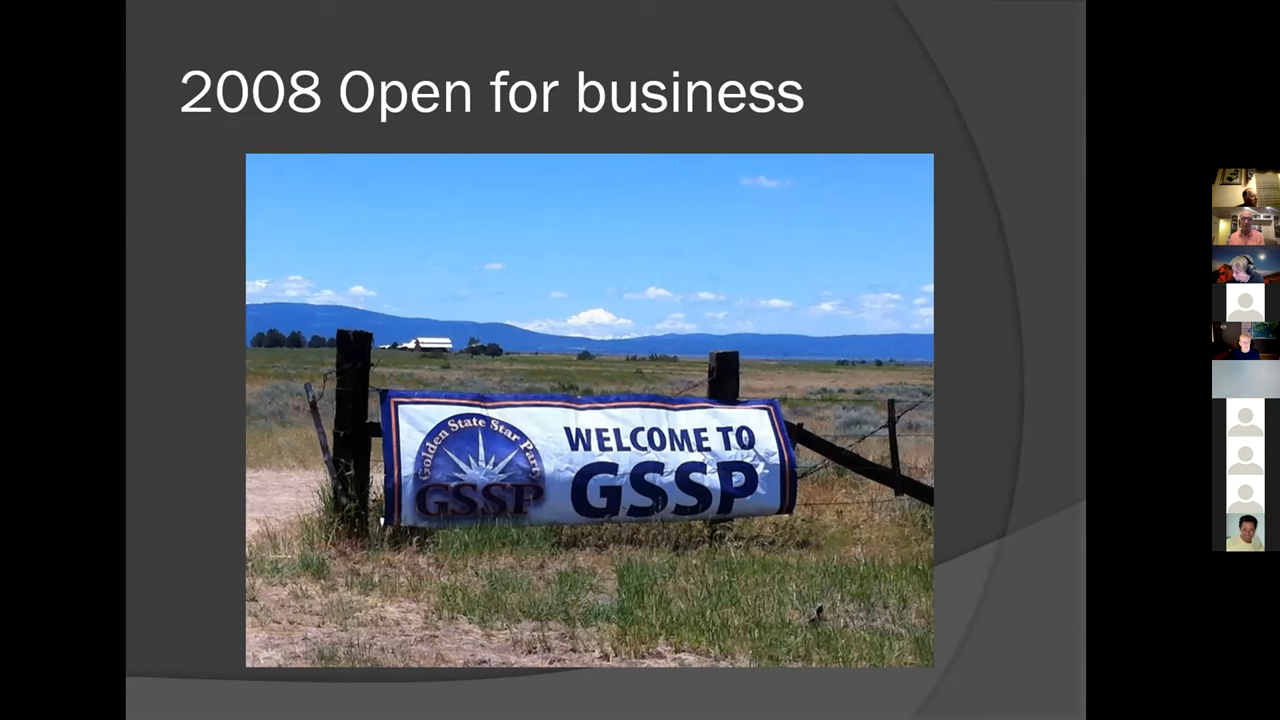 2008 Open for business
Golden State Star Party
GSSP
WELCOME TO
GSSP